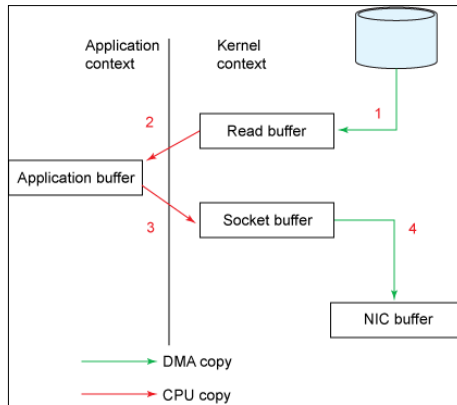 Application
context
Kernel
context
1
2
Read buffer
Application buffer
3
Socket buffer
4
NIC buffer
DMA copy
CPU copy